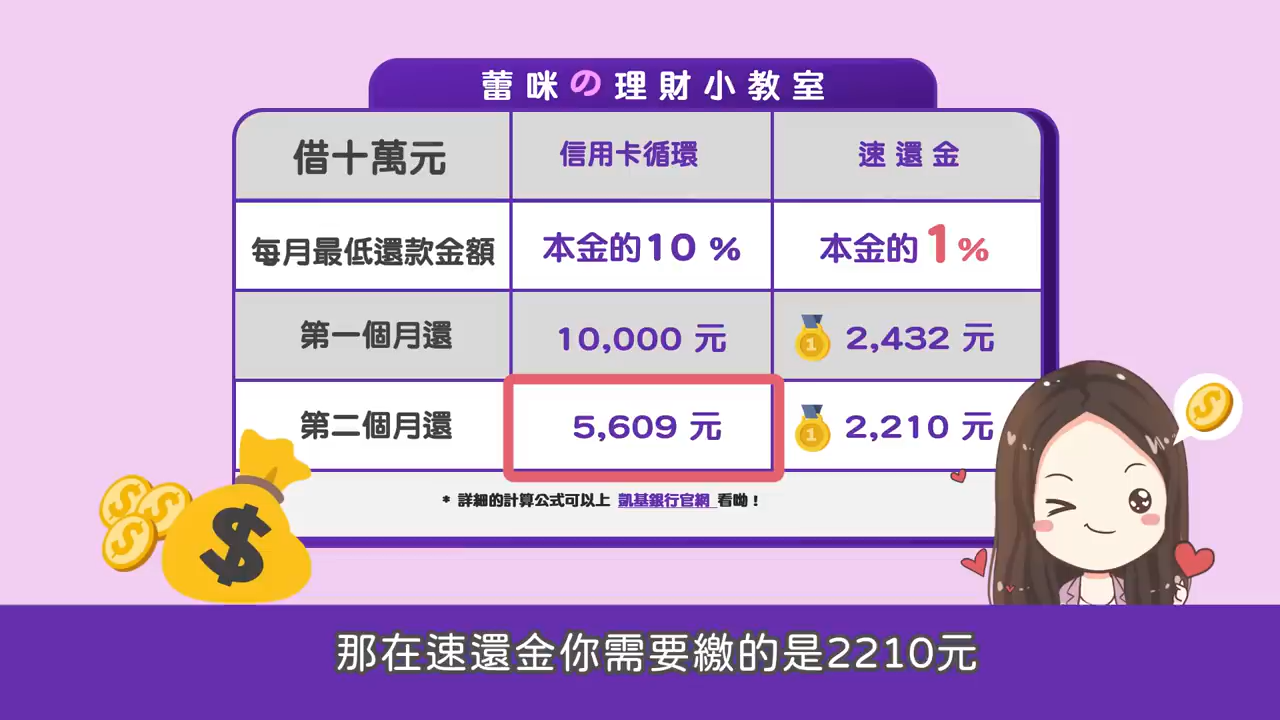 蕾咪の理財小教室
借十萬元 信用卡循環 速還金
每月最低還款金額 本金的10 % 本金的1%
第一個月還 10,000 元 1 2,432 元
第二個月還 5,609 元 1 2,210 元
* 詳細的計算公式可以上 凱基銀行官網 看呦！
$ $ $ $ $
那在速還金你需要繳的是2210元